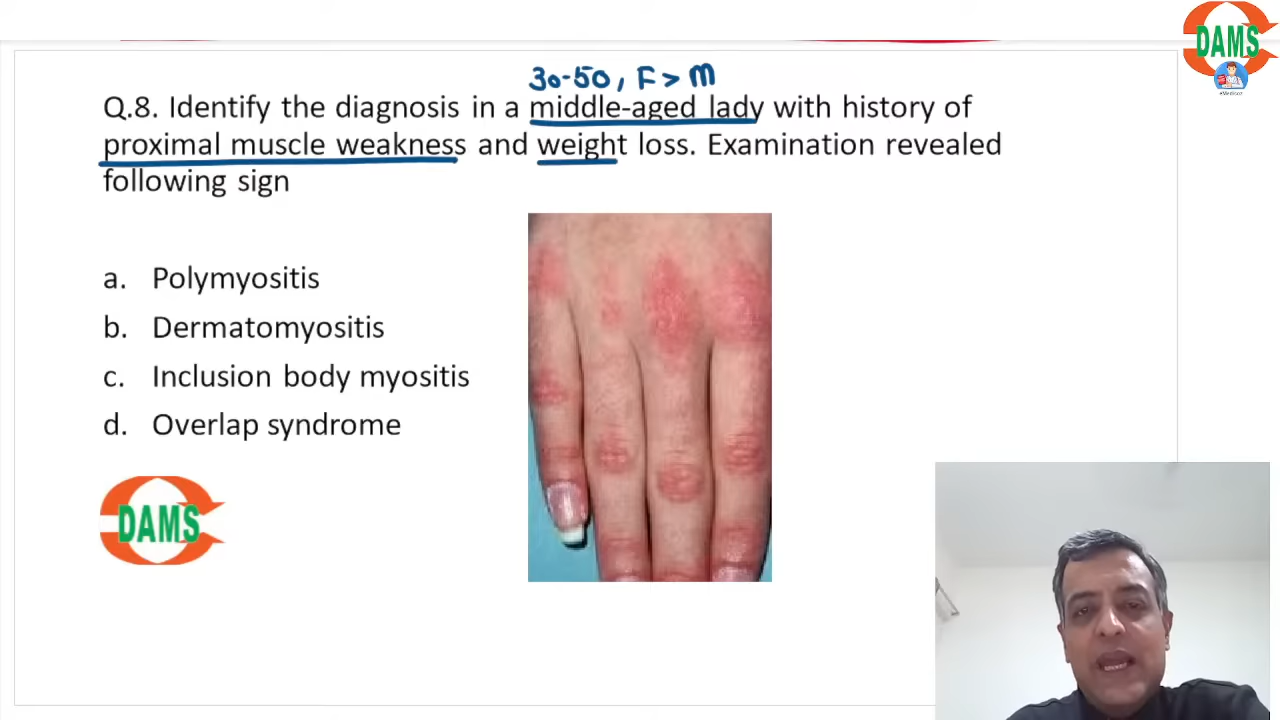 DAMS
#Medicoz
30-50, F > M
Q.8. Identify the diagnosis in a middle-aged lady with history of
proximal muscle weakness and weight loss. Examination revealed
following sign
a. Polymyositis
b. Dermatomyositis
c. Inclusion body myositis
d. Overlap syndrome
DAMS